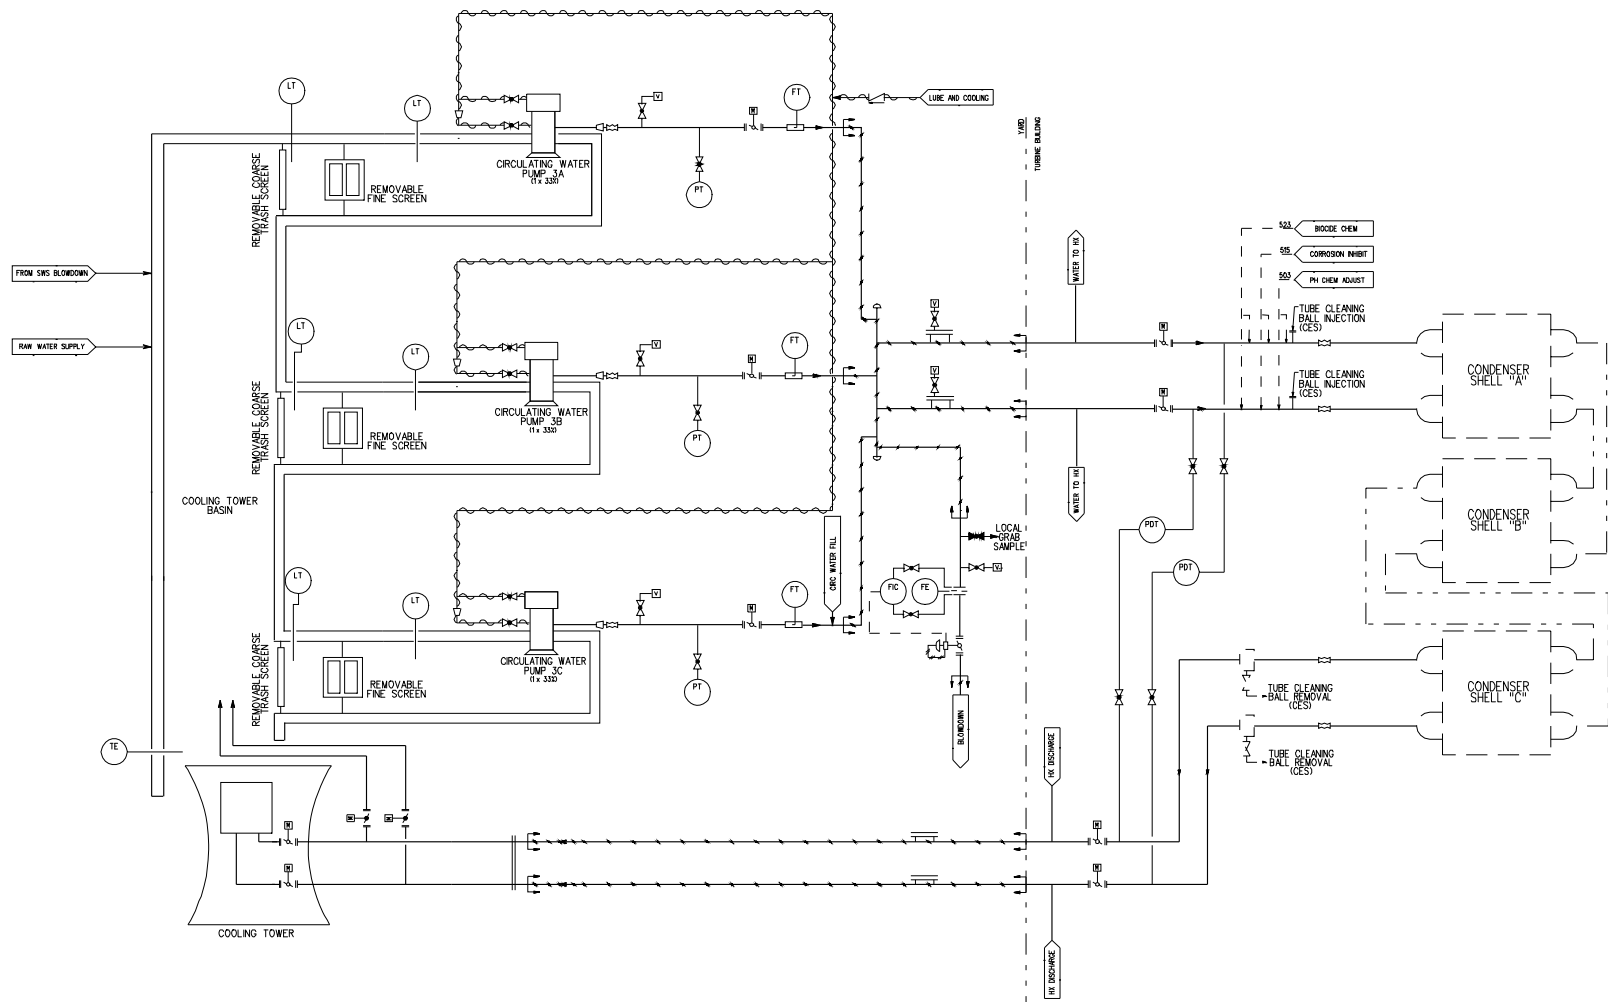 LT
LT
FT
V
M
LUBE AND COOLING
YARD
TURBINE BUILDING
REMOVABLE COARSE
TRASH SCREEN
REMOVABLE
FINE SCREEN
CIRCULATING WATER
PUMP 3A
(1 x 33%)
PT
523
BIOCIDE CHEM
515
CORROSION INHIBIT
503
PH CHEM ADJUST
WATER TO HX
FROM SWS BLOWDOWN
RAW WATER SUPPLY
LT
LT
V
M
FT
V
V
M
M
TUBE CLEANING
BALL INJECTION
(CES)
TUBE CLEANING
BALL INJECTION
(CES)
CONDENSER
SHELL "A"
REMOVABLE COARSE
TRASH SCREEN
REMOVABLE
FINE SCREEN
CIRCULATING WATER
PUMP 3B
(1 x 33%)
PT
WATER TO HX
COOLING TOWER
BASIN
CONDENSER
SHELL "B"
PDT
PDT
LOCAL
GRAB
SAMPLE
V
CIRC WATER FILL
LT
LT
V
M
FT
FIC
FE
REMOVABLE COARSE
TRASH SCREEN
REMOVABLE
FINE SCREEN
CIRCULATING WATER
PUMP 3C
(1 x 33%)
PT
BLOWDOWN
CONDENSER
SHELL "C"
TUBE CLEANING
BALL REMOVAL
(CES)
TUBE CLEANING
BALL REMOVAL
(CES)
TE
HX DISCHARGE
M
M
M
M
M
M
COOLING TOWER
HX DISCHARGE